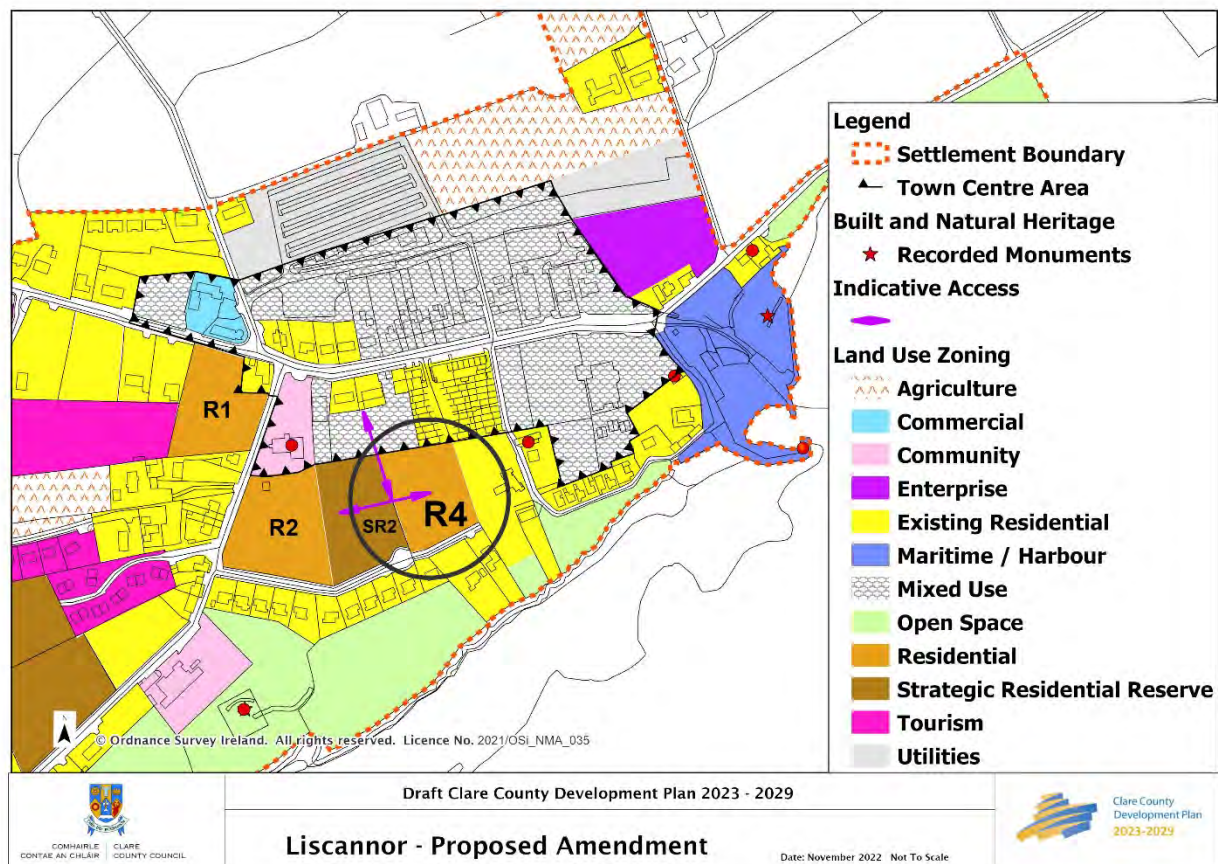 R1
R2
SR2
R4
N
© Ordnance Survey Ireland. All rights reserved. Licence No. 2021/OSi_NMA_035
Legend
Settlement Boundary
Town Centre Area
Built and Natural Heritage
Recorded Monuments
Indicative Access
Land Use Zoning
Agriculture
Commercial
Community
Enterprise
Existing Residential
Maritime / Harbour
Mixed Use
Open Space
Residential
Strategic Residential Reserve
Tourism
Utilities
COMHAIRLE CLARE
CONTAE AN CHLÁIR COUNTY COUNCIL
Draft Clare County Development Plan 2023 - 2029
Liscannor - Proposed Amendment
Date: November 2022 Not To Scale
Clare County
Development Plan
2023-2029